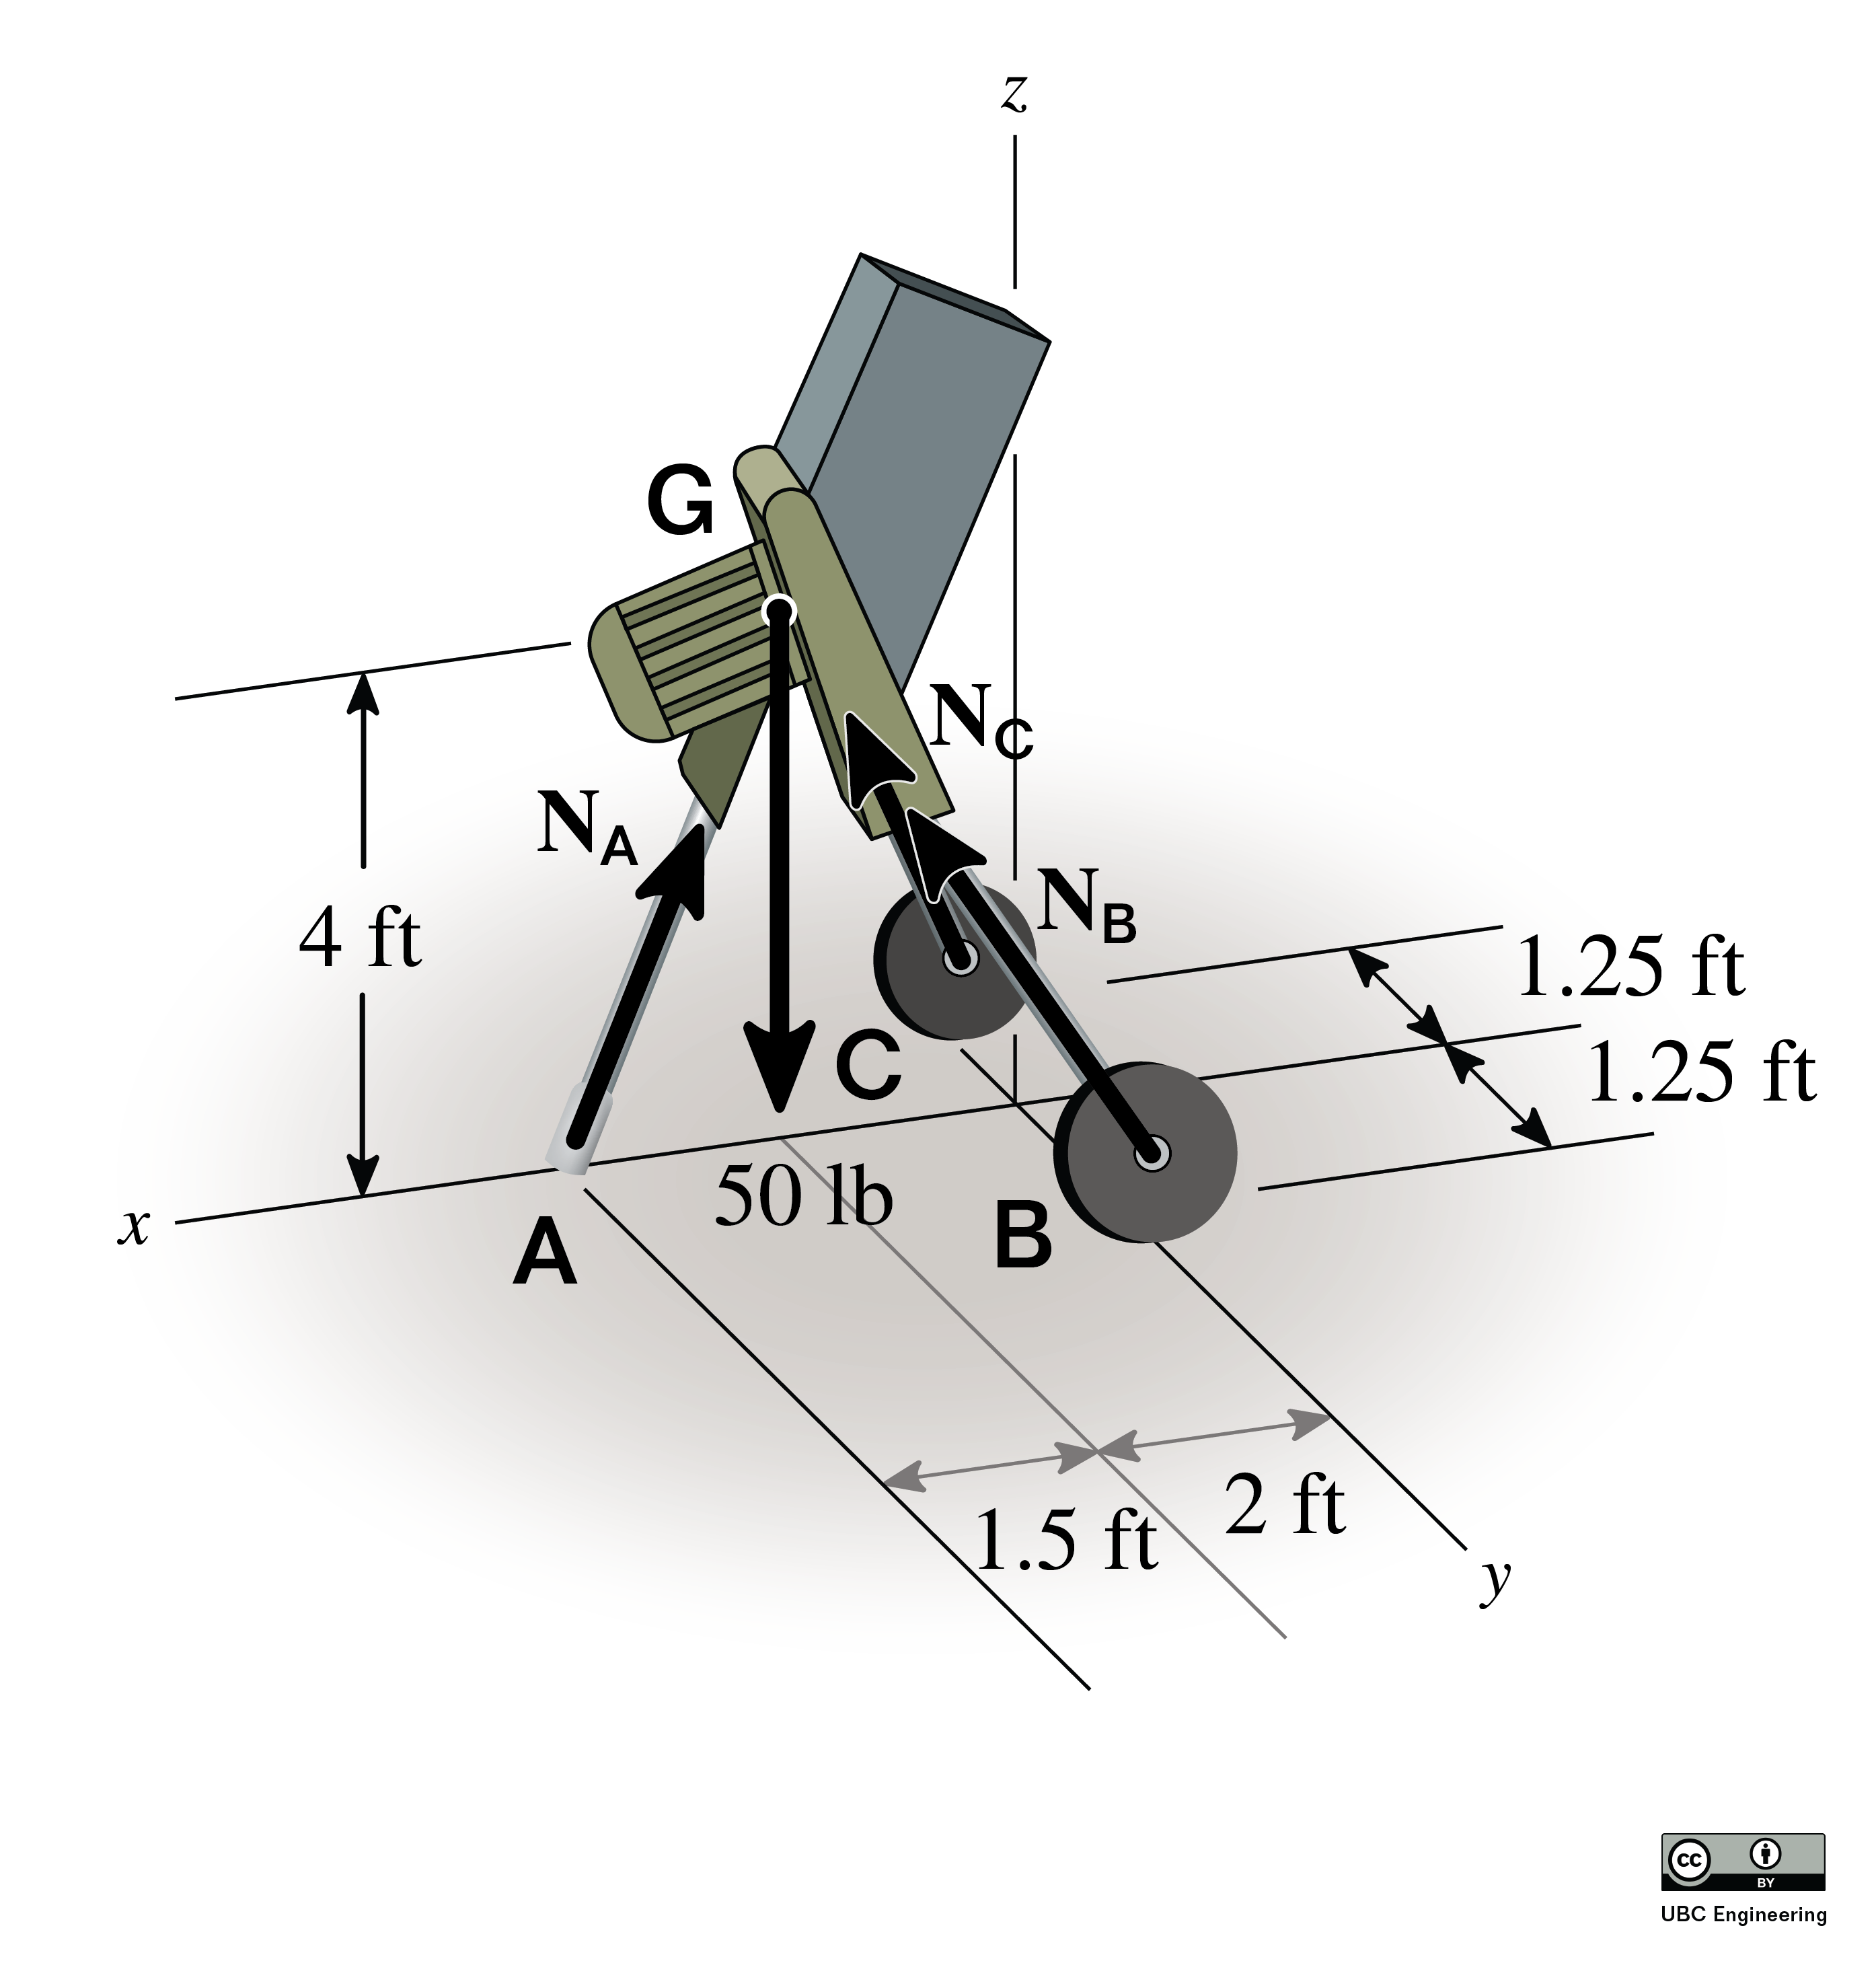 z
G
N_C
N_A
N_B
4 ft
1.25 ft
C
1.25 ft
50 lb
x
A
B
2 ft
1.5 ft
y
cc
BY
UBC Engineering